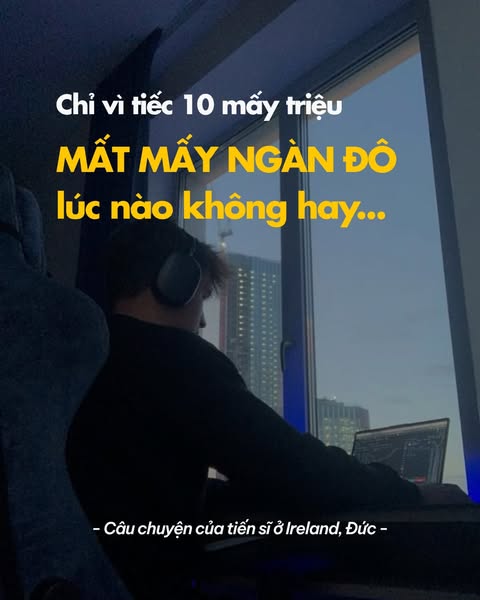 Chỉ vì tiếc 10 mấy triệu
MẤT MẤY NGÀN ĐÔ
lúc nào không hay...
- Câu chuyện của tiến sĩ ở Ireland, Đức -